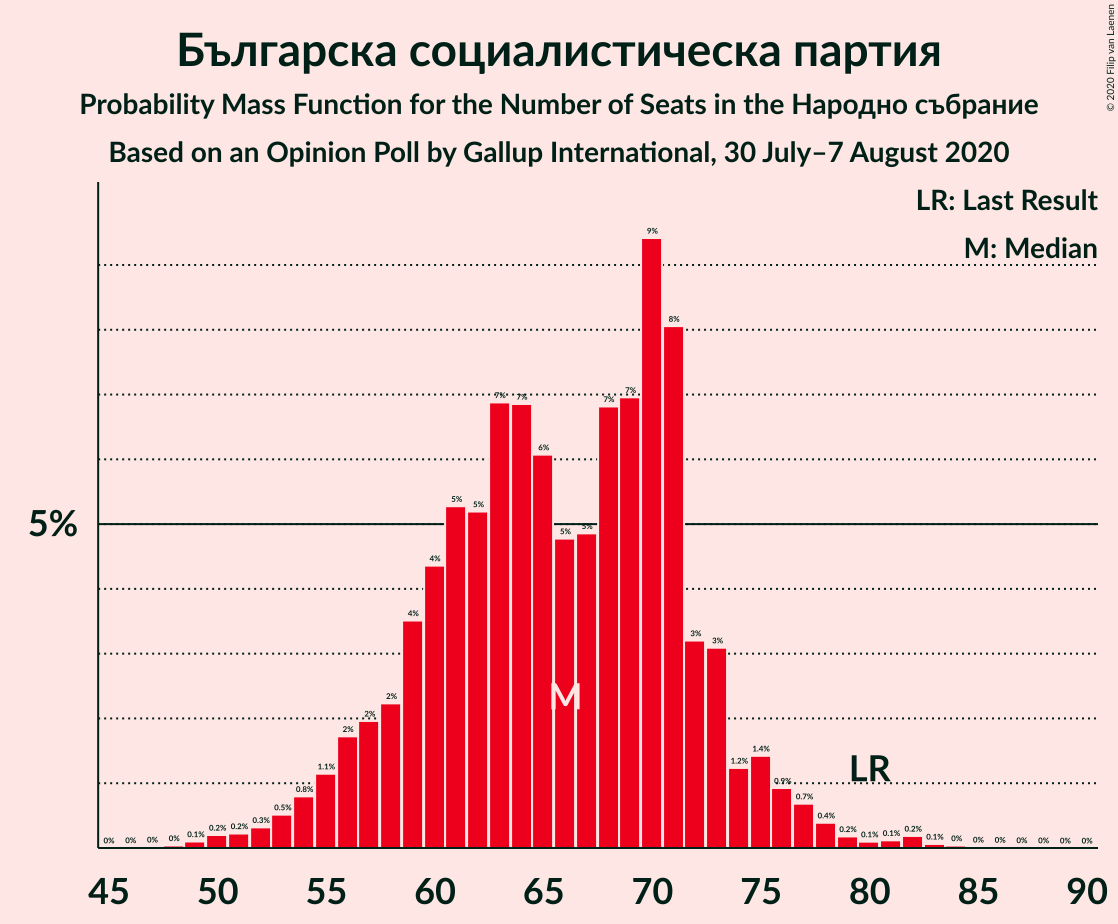 Българска социалистическа партия
Probability Mass Function for the Number of Seats in the Народно събрание
Based on an Opinion Poll by Gallup International, 30 July–7 August 2020
© 2020 Filip van Laenen
LR: Last Result
M: Median
5%
0% 0% 0% 0% 0.1% 0.2% 0.2% 0.3% 0.5% 0.8% 1.1% 2% 2% 2% 4% 4% 5% 5% 7% 7% 6% 5% 5% 7% 7% 9% 8% 3% 3% 1.2% 1.4% 0.9% 0.7% 0.4% 0.2% 0.1% 0.1% 0.2% 0.1% 0% 0% 0% 0% 0% 0% 0%
M
LR
45 50 55 60 65 70 75 80 85 90